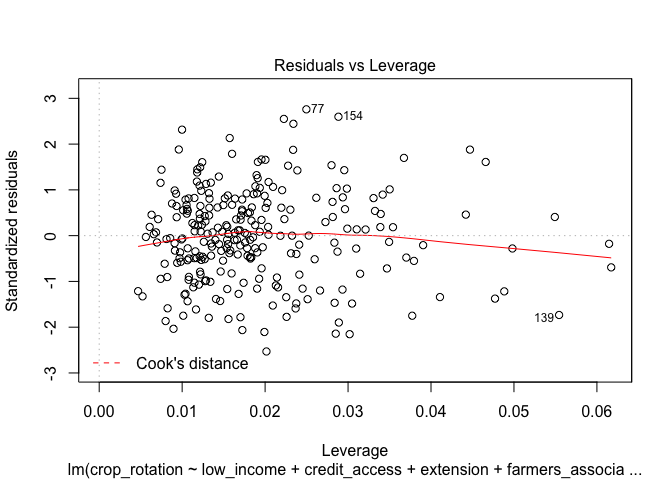 Residuals vs Leverage
Standardized residuals
3
2
1
0
-1
-2
-3
77
154
139
Cook's distance
0.00 0.01 0.02 0.03 0.04 0.05 0.06
Leverage
lm(crop_rotation ~ low_income + credit_access + extension + farmers_associa ...